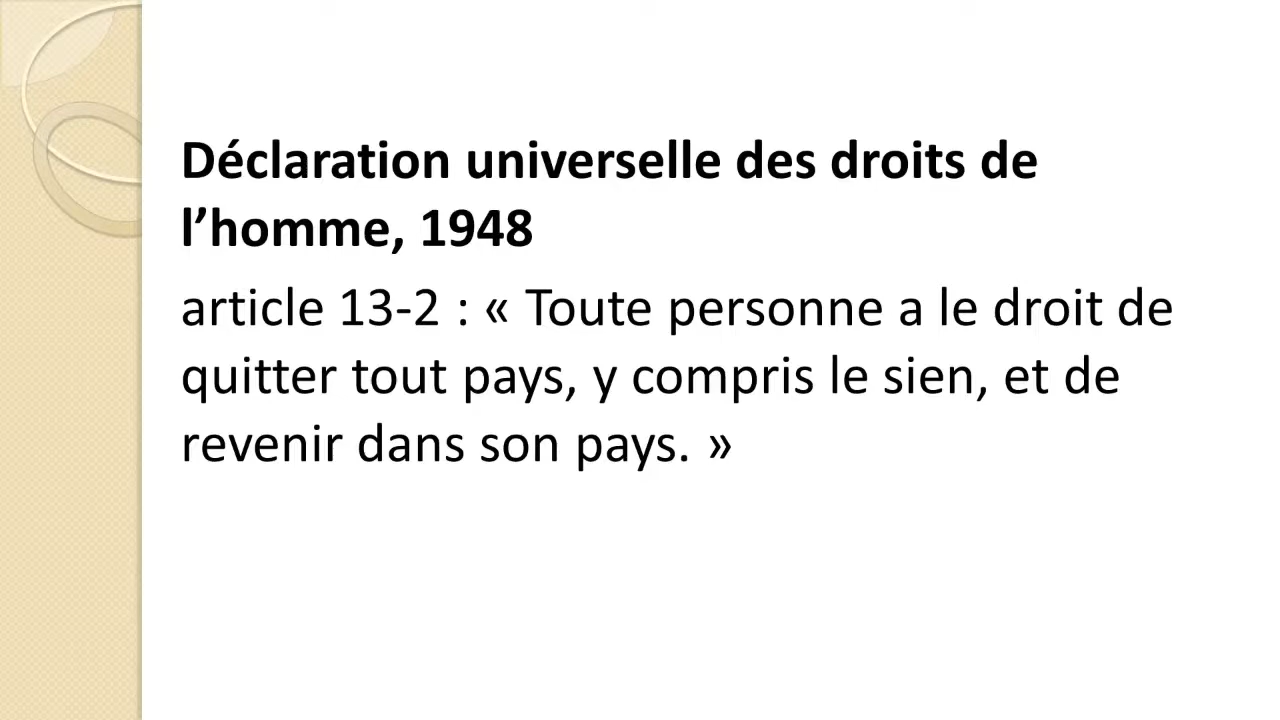 Déclaration universelle des droits de
l’homme, 1948
article 13-2 : « Toute personne a le droit de
quitter tout pays, y compris le sien, et de
revenir dans son pays. »